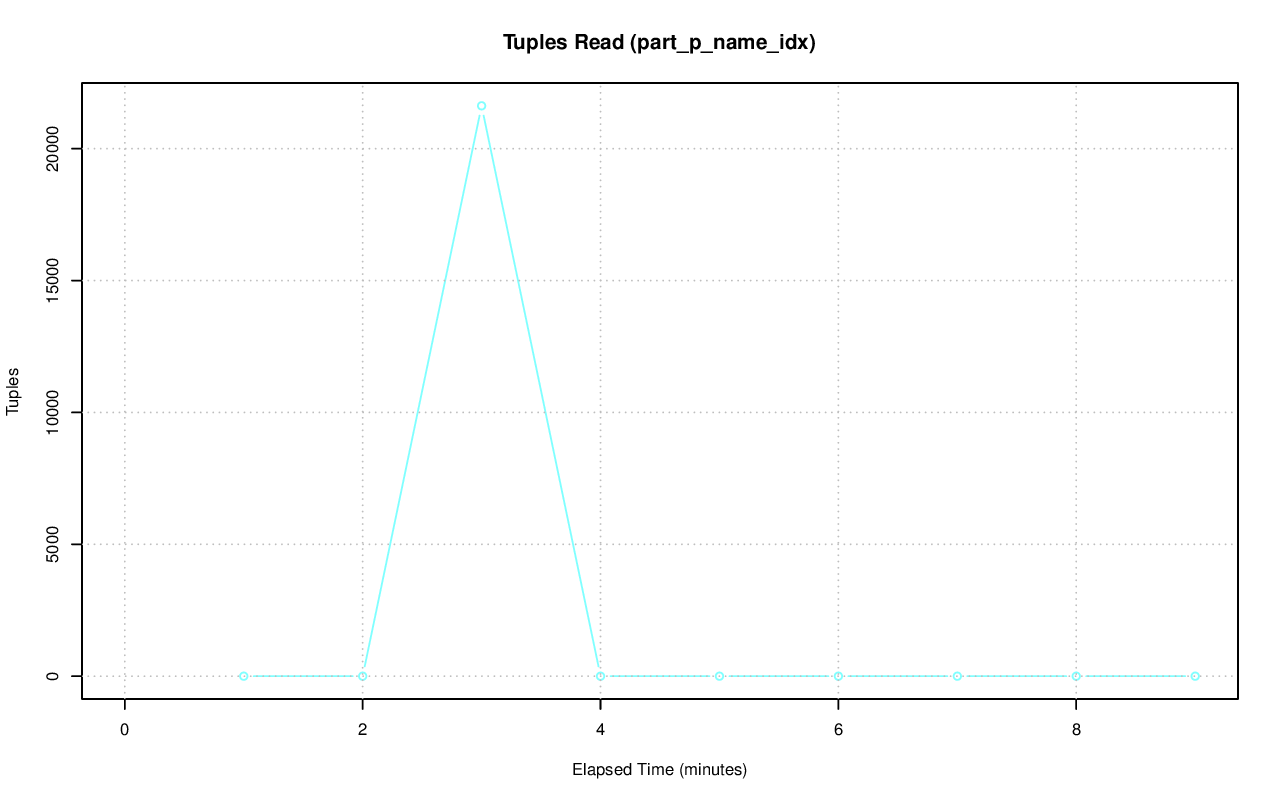 Tuples Read (part_p_name_idx)
Tuples
20000
15000
10000
5000
0
0 2 4 6 8
Elapsed Time (minutes)